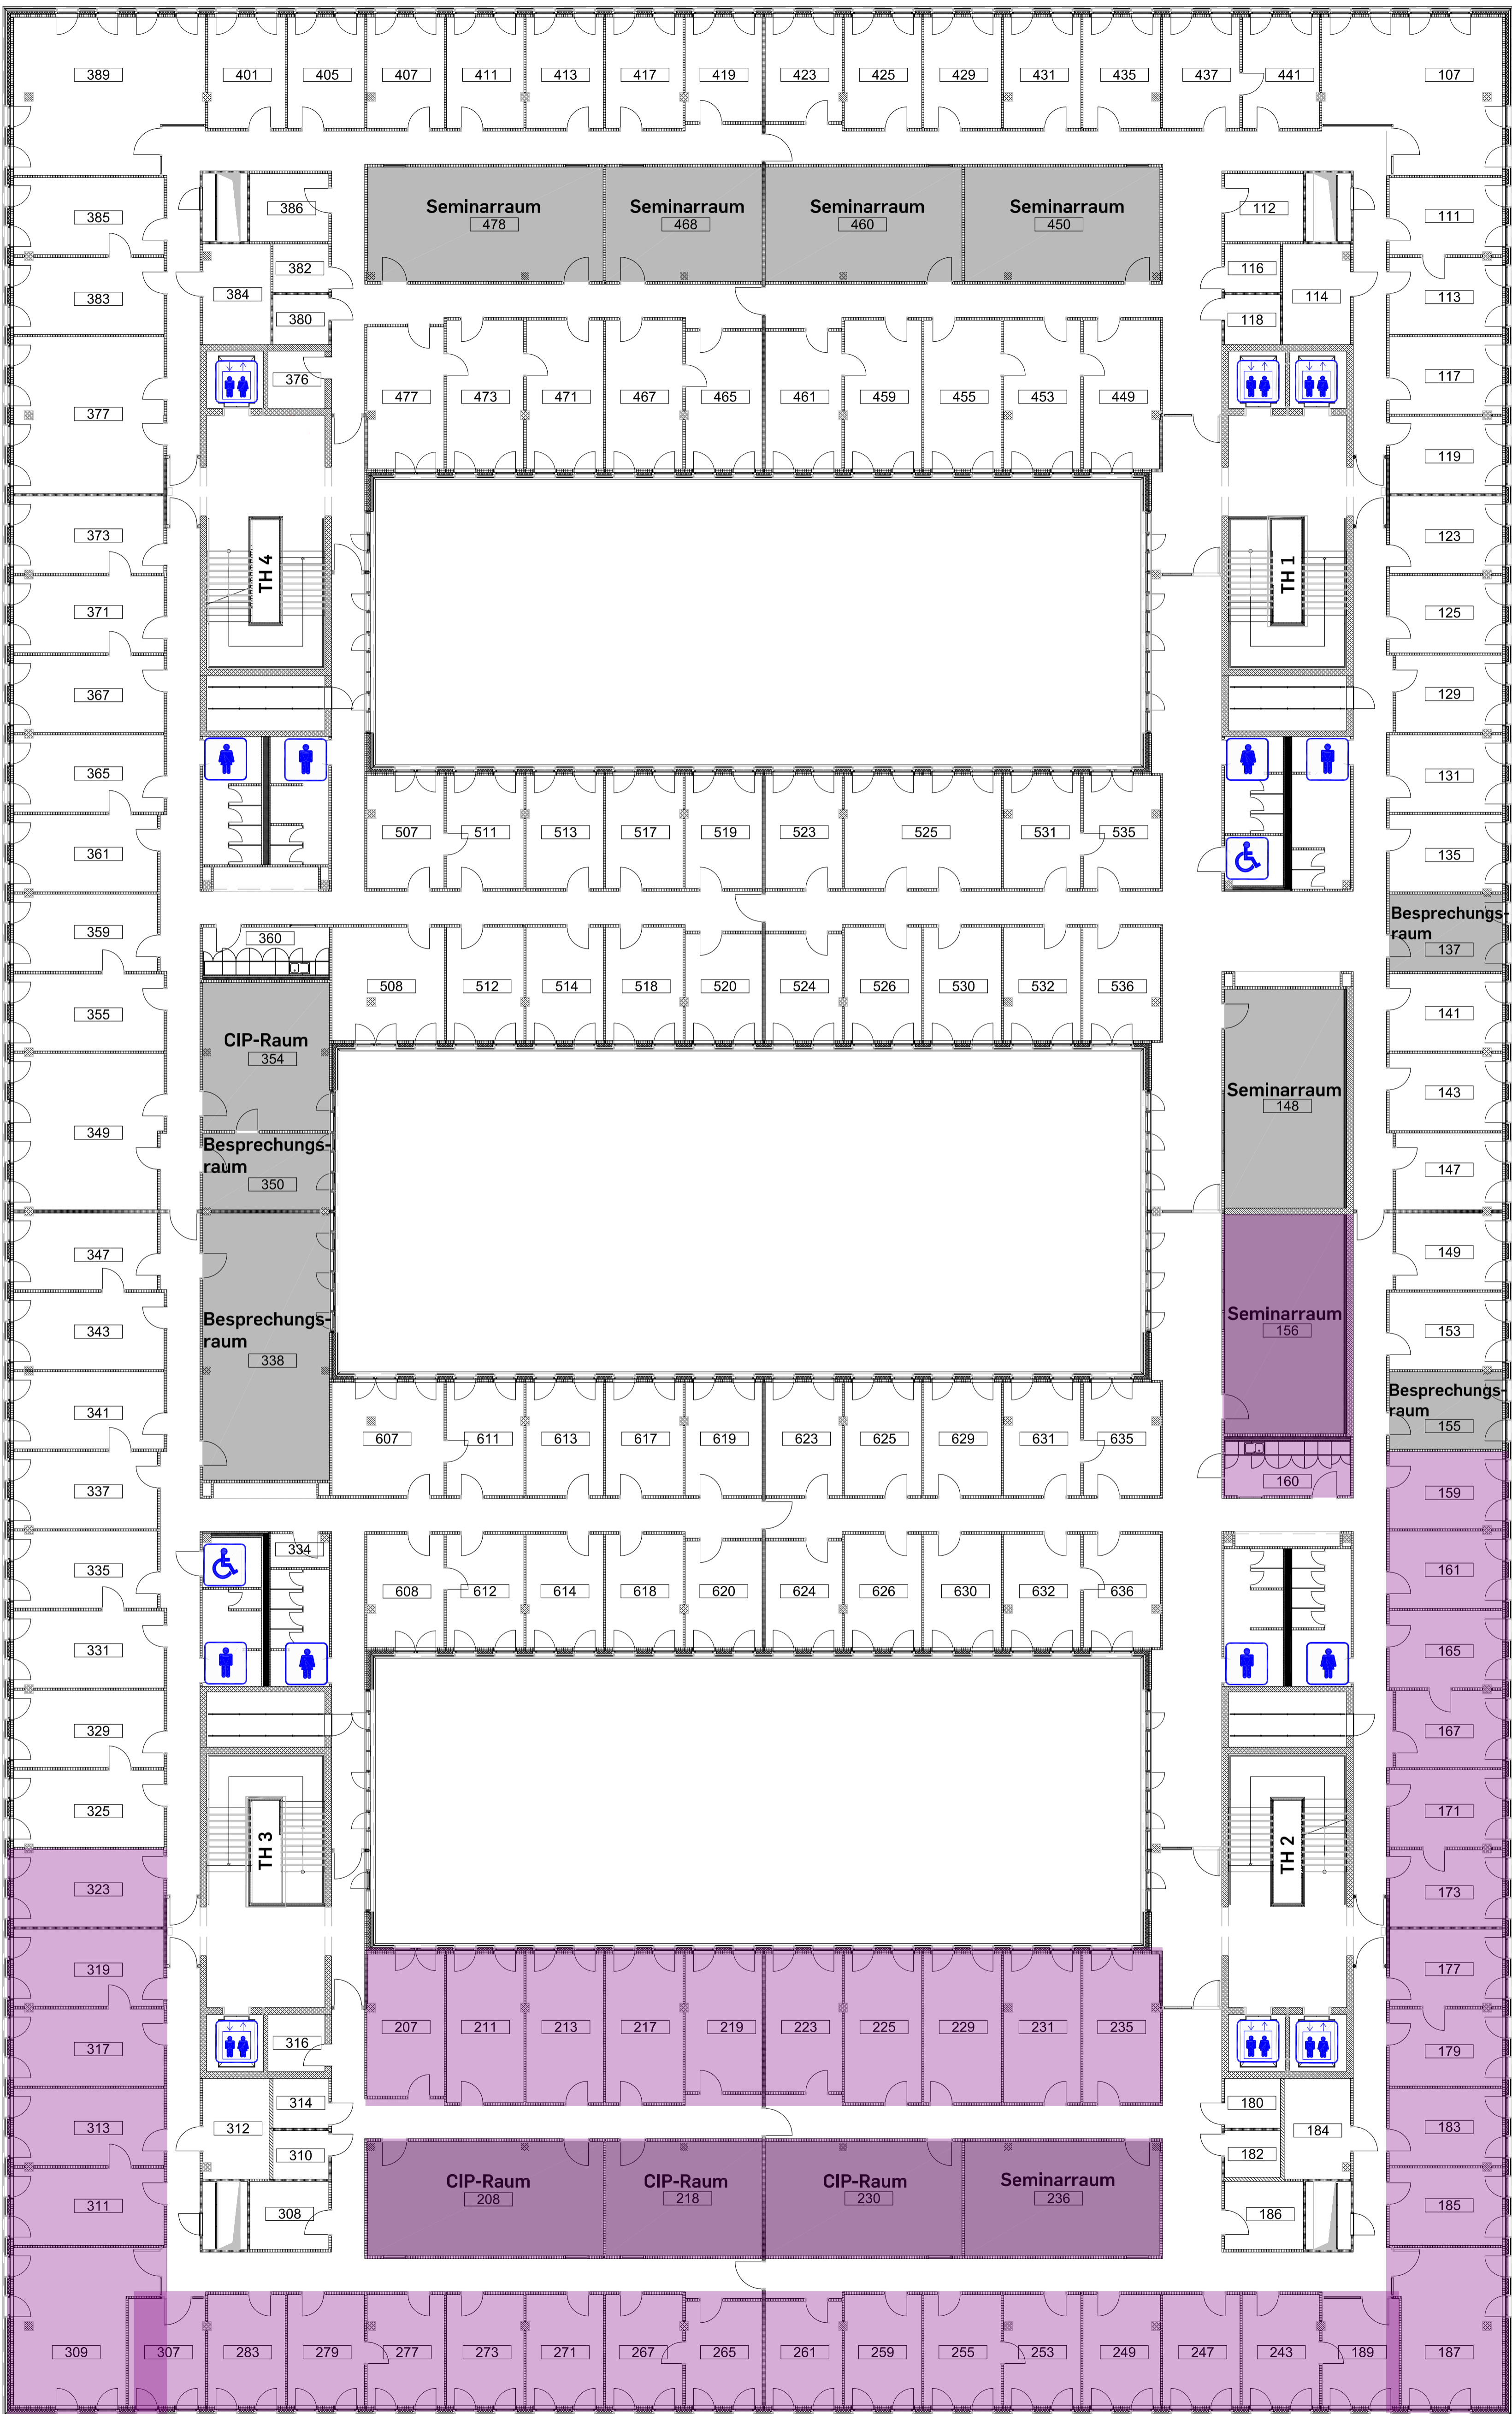 389 401 405 407 411 413 417 419 423 425 429 431 435 437 441 107
Seminarraum Seminarraum Seminarraum Seminarraum
478 468 460 450
386 112
385 111
382 116
384 114
383 113
380 118
376 117
477 473 471 467 465 461 459 455 453 449
377
119
373 123
TH 4 TH 1
371 125
367 129
365 131
507 511 513 517 519 523 525 531 535
361 135
Besprechungs-
raum
137
359
360
508 512 514 518 520 524 526 530 532 536
355 141
CIP-Raum
354
Seminarraum
148
143
349
Besprechungs-
raum
350
147
347 149
Besprechungs-
raum
338
Seminarraum
156
343 153
Besprechungs-
raum
155
341
607 611 613 617 619 623 625 629 631 635
160
337 159
334
335 161
608 612 614 618 620 624 626 630 632 636
331 165
329 167
325 171
TH 3 TH 2
323 173
319 177
207 211 213 217 219 223 225 229 231 235
316
317 179
314 180
312 184
313 183
310 182
CIP-Raum CIP-Raum CIP-Raum Seminarraum
208 218 230 236
311 185
308 186
309 307 283 279 277 273 271 267 265 261 259 255 253 249 247 243 189 187